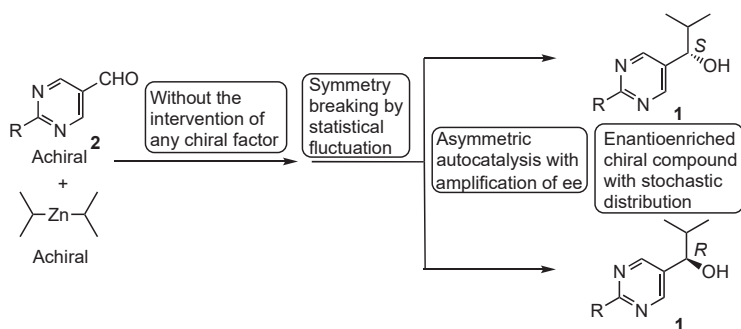 N
N
R
CHO
2
Achiral
+
Zn
Achiral
Without the
intervention of
any chiral factor
Symmetry
breaking by
statistical
fluctuation
Asymmetric
autocatalysis with
amplification of ee
N
N
R
S
OH
1
Enantioenriched
chiral compound
with stochastic
distribution
N
N
R
R
OH
1